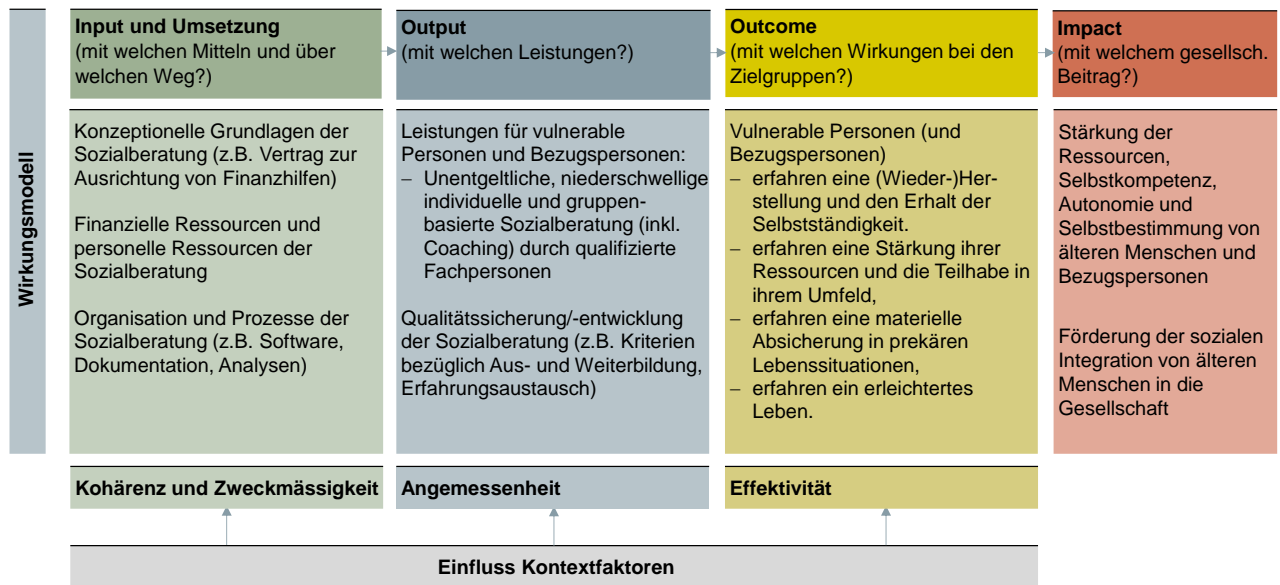 Wirkungsmodell
Input und Umsetzung
(mit welchen Mitteln und über
welchen Weg?)
Output
(mit welchen Leistungen?)
Outcome
(mit welchen Wirkungen bei den
Zielgruppen?)
Impact
(mit welchem gesellsch.
Beitrag?)
Konzeptionelle Grundlagen der
Sozialberatung (z.B. Vertrag zur
Ausrichtung von Finanzhilfen)
Finanzielle Ressourcen und
personelle Ressourcen der
Sozialberatung
Organisation und Prozesse der
Sozialberatung (z.B. Software,
Dokumentation, Analysen)
Leistungen für vulnerable
Personen und Bezugspersonen:
– Unentgeltliche, niederschwellige
individuelle und gruppen-
basierte Sozialberatung (inkl.
Coaching) durch qualifizierte
Fachpersonen
Qualitätssicherung/-entwicklung
der Sozialberatung (z.B. Kriterien
bezüglich Aus- und Weiterbildung,
Erfahrungsaustausch)
Vulnerable Personen (und
Bezugspersonen)
– erfahren eine (Wieder-)Her-
stellung und den Erhalt der
Selbstständigkeit.
– erfahren eine Stärkung ihrer
Ressourcen und die Teilhabe in
ihrem Umfeld,
– erfahren eine materielle
Absicherung in prekären
Lebenssituationen,
– erfahren ein erleichtertes
Leben.
Stärkung der
Ressourcen,
Selbstkompetenz,
Autonomie und
Selbstbestimmung von
älteren Menschen und
Bezugspersonen
Förderung der sozialen
Integration von älteren
Menschen in die
Gesellschaft
Kohärenz und Zweckmässigkeit
Angemessenheit
Effektivität
Einfluss Kontextfaktoren